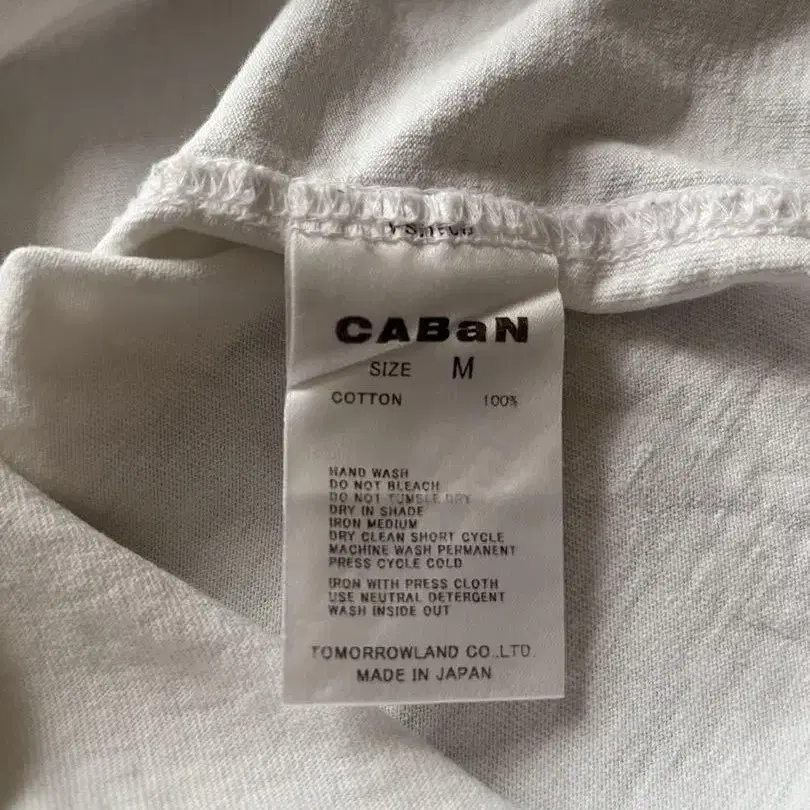 CABaN
SIZE M
COTTON 100%
HAND WASH
DO NOT BLEACH
DO NOT TUMBLE DRY
DRY IN SHADE
IRON MEDIUM
DRY CLEAN SHORT CYCLE
MACHINE WASH PERMANENT
PRESS CYCLE COLD
IRON WITH PRESS CLOTH
USE NEUTRAL DETERGENT
WASH INSIDE OUT
TOMORROWLAND CO.,LTD.
MADE IN JAPAN